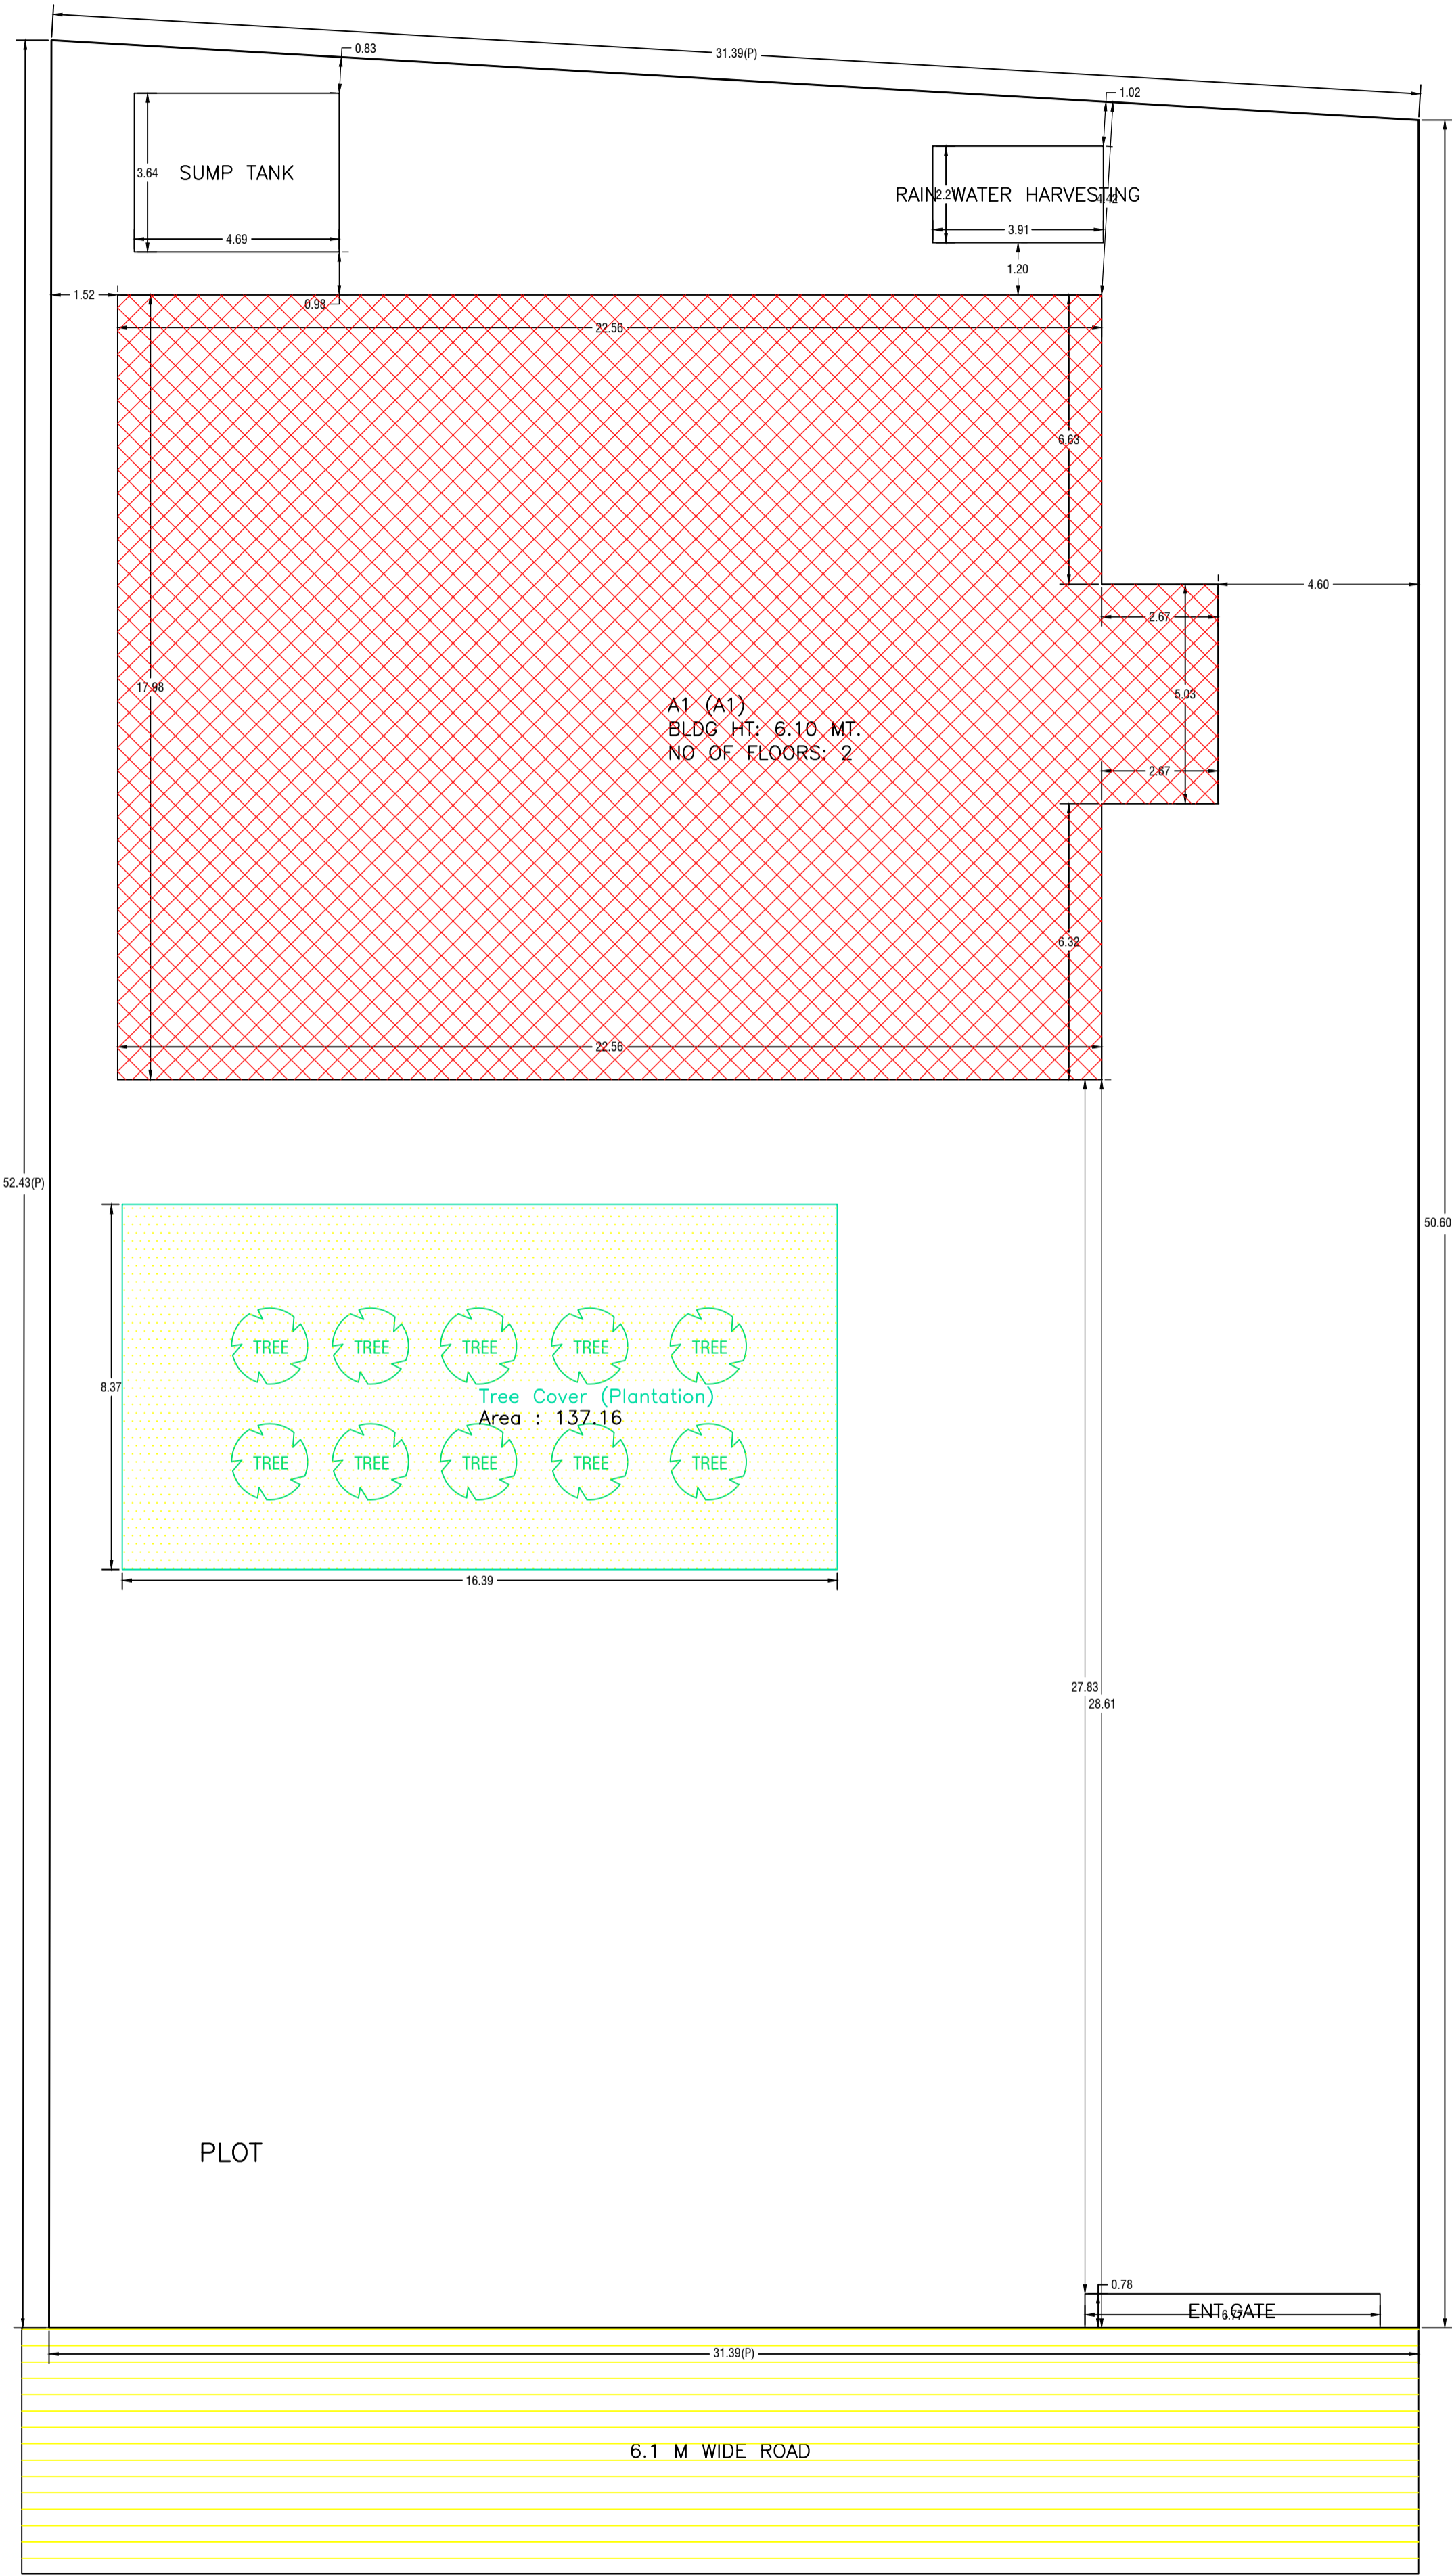 31.39(P)
0.83
1.02
3.64
SUMP TANK
RAIN WATER HARVESTING
4.42
3.91
4.69
1.20
1.52
0.98
22.56
6.63
4.60
2.67
17.98
5.03
A1 (A1)
BLDG HT: 6.10 MT.
NO OF FLOORS: 2
2.67
6.32
22.56
52.43(P)
50.60
TREE TREE TREE TREE TREE
8.37
Tree Cover (Plantation)
Area : 137.16
TREE TREE TREE TREE TREE
16.39
27.83
28.61
PLOT
0.78
ENT.GATE
31.39(P)
6.1 M WIDE ROAD